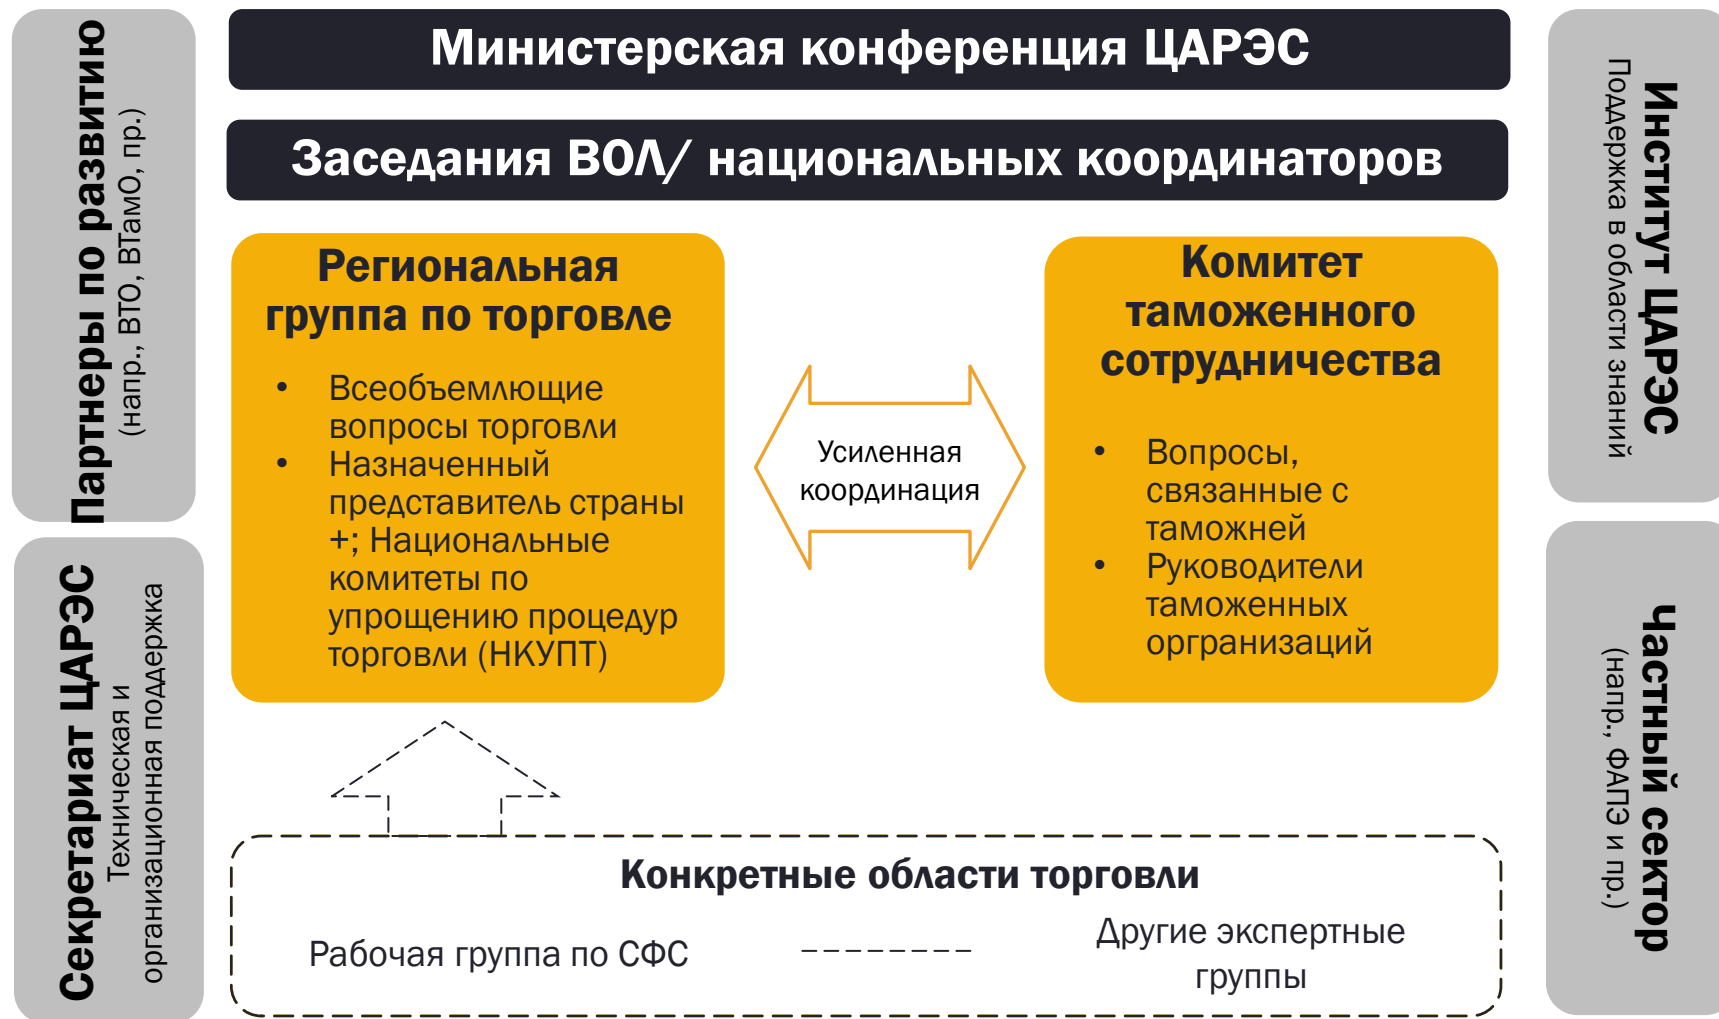 Партнеры по развитию
(напр., ВТО, ВТамО, пр.)
Секретариат ЦАРЭС
Техническая и
организационная поддержка
Министерская конференция ЦАРЭС
Заседания ВОЛ/ национальных координаторов
Региональная
группа по торговле
• Всеобъемлющие
вопросы торговли
• Назначенный
представитель страны
+; Национальные
комитеты по
упрощению процедур
торговли (НКУПТ)
Усиленная
координация
Комитет
таможенного
сотрудничества
• Вопросы,
связанные с
таможней
• Руководители
таможенных
оргранизаций
Конкретные области торговли
Рабочая группа по СФС
Другие экспертные
группы
Институт ЦАРЭС
Поддержка в области знаний
Частный сектор
(напр., ФАПЭ и пр.)